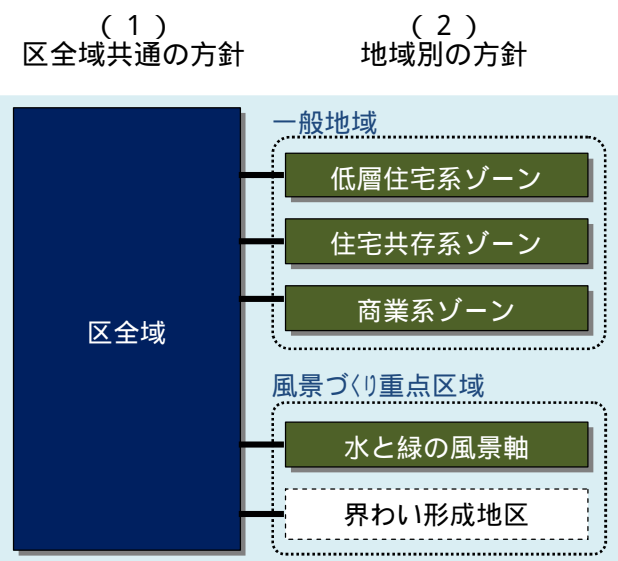 （１）
区全域共通の方針
（２）
地域別の方針
区全域
一般地域
低層住宅系ゾーン
住宅共存系ゾーン
商業系ゾーン
風景づくり重点区域
水と緑の風景軸
界わい形成地区